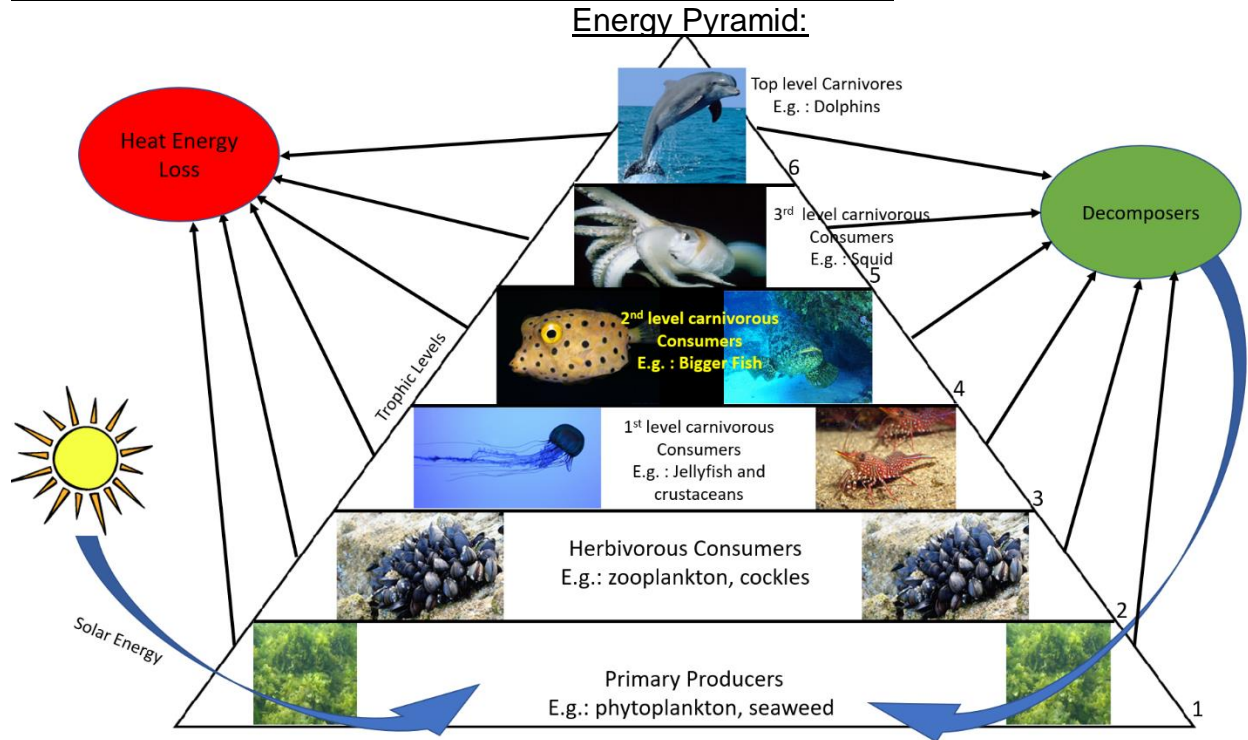 Energy Pyramid:
Top level Carnivores
E.g. : Dolphins
Heat Energy
Loss
6
3rd level carnivorous
Consumers
E.g. : Squid
5
Decomposers
2nd level carnivorous
Consumers
E.g. : Bigger Fish
4
Trophic Levels
1st level carnivorous
Consumers
E.g. : Jellyfish and
crustaceans
3
Herbivorous Consumers
E.g.: zooplankton, cockles
2
Solar Energy
Primary Producers
E.g.: phytoplankton, seaweed
1